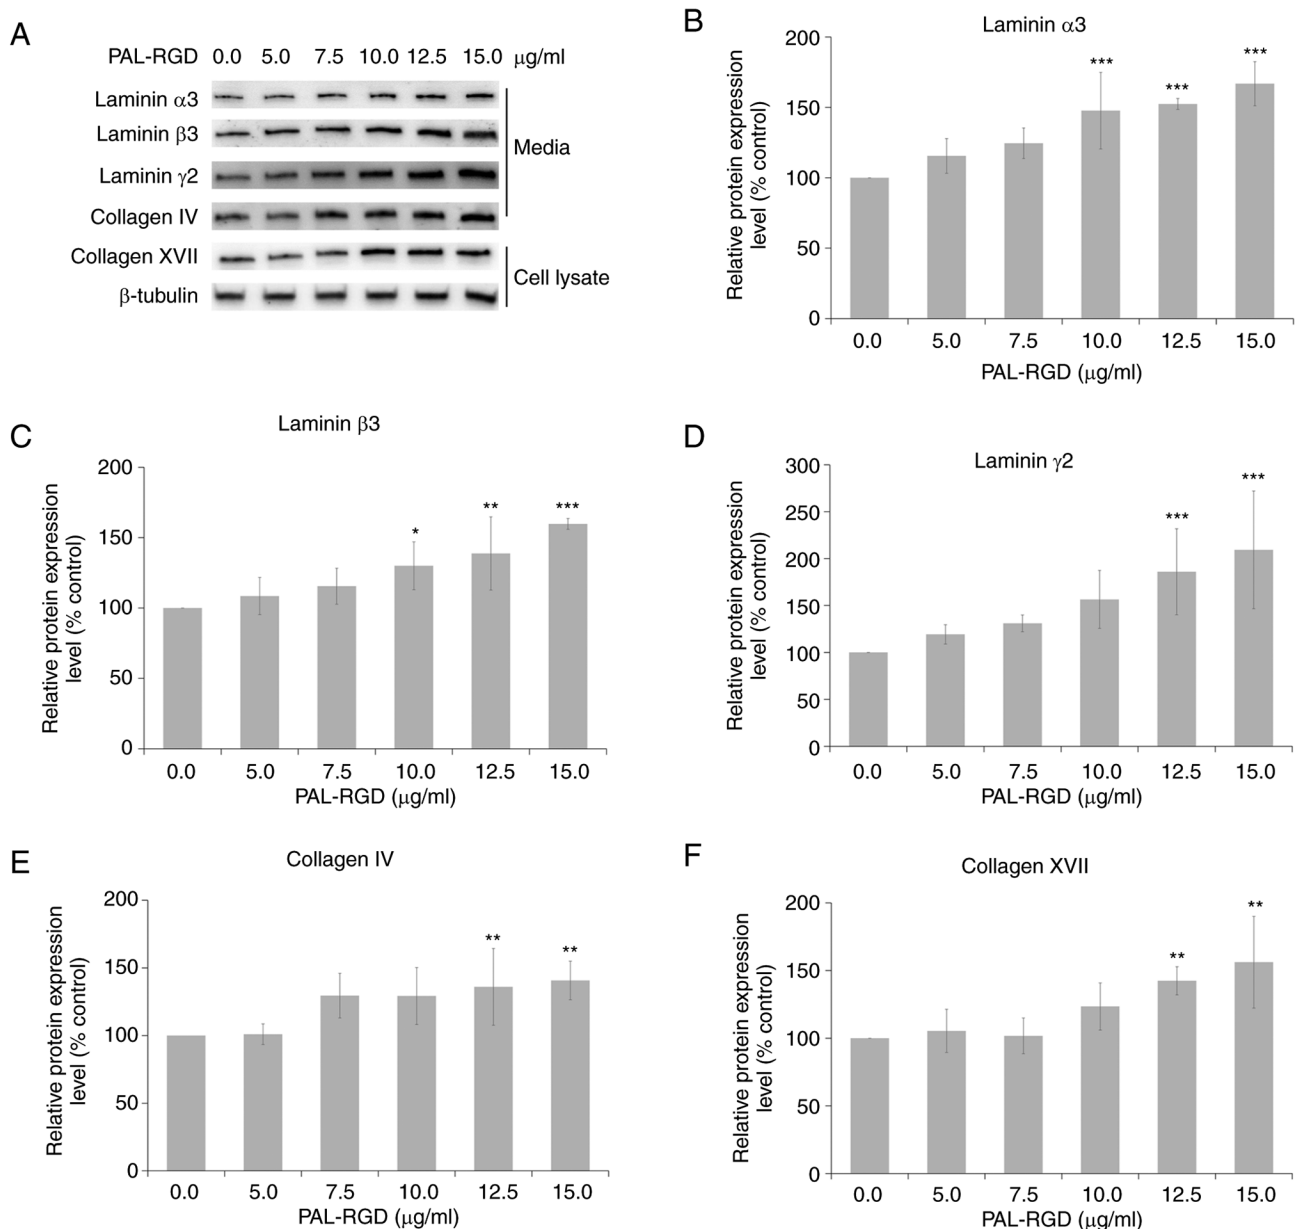 A
PAL-RGD 0.0 5.0 7.5 10.0 12.5 15.0 μg/ml
Laminin α3
Laminin β3
Laminin γ2
Collagen IV
Collagen XVII
β-tubulin
Media
Cell lysate
B
Laminin α3
Relative protein expression
level (% control)
200
150
100
50
0
***
***
***
0.0 5.0 7.5 10.0 12.5 15.0
PAL-RGD (μg/ml)
C
Laminin β3
Relative protein expression
level (% control)
200
150
100
50
0
*
**
***
0.0 5.0 7.5 10.0 12.5 15.0
PAL-RGD (μg/ml)
D
Laminin γ2
Relative protein expression
level (% control)
300
250
200
150
100
50
0
***
***
0.0 5.0 7.5 10.0 12.5 15.0
PAL-RGD (μg/ml)
E
Collagen IV
Relative protein expression
level (% control)
200
150
100
50
0
**
**
0.0 5.0 7.5 10.0 12.5 15.0
PAL-RGD (μg/ml)
F
Collagen XVII
Relative protein expression
level (% control)
200
150
100
50
0
**
**
0.0 5.0 7.5 10.0 12.5 15.0
PAL-RGD (μg/ml)